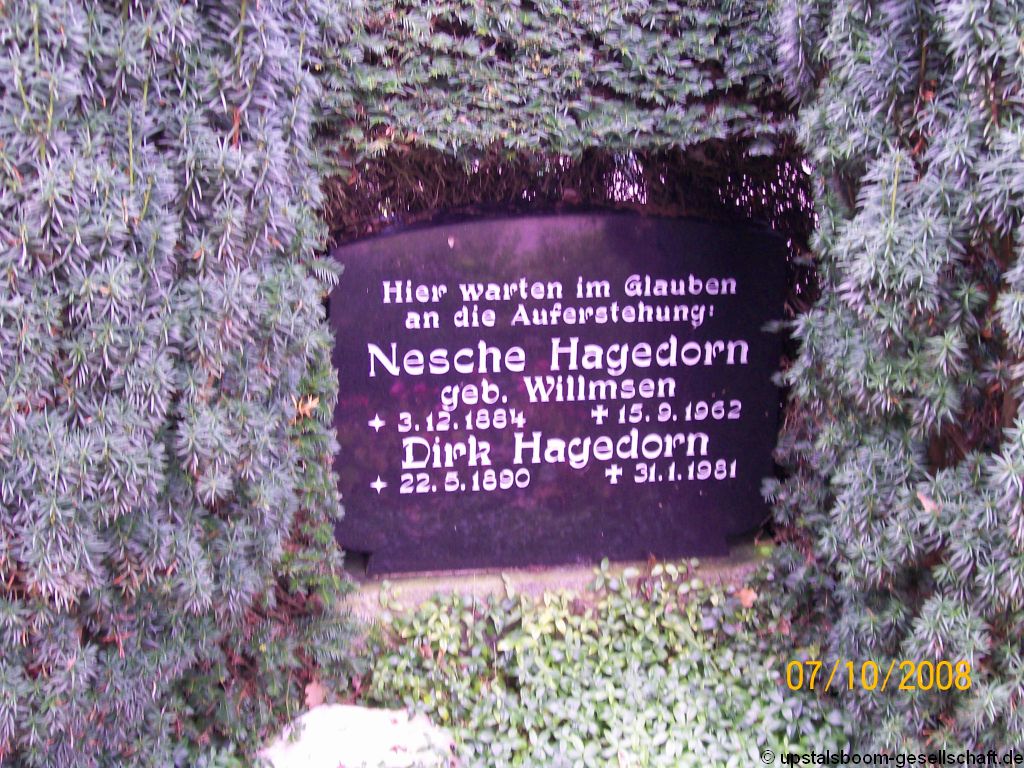 Hier warten im Glauben
an die Auferstehung:
Nesche Hagedorn
geb. Willmsen
✦ 3.12.1884 ✝ 15.9.1962
Dirk Hagedorn
✦ 22.5.1890 ✝ 31.1.1981
07/10/2008
© upstalsboom-gesellschaft.de